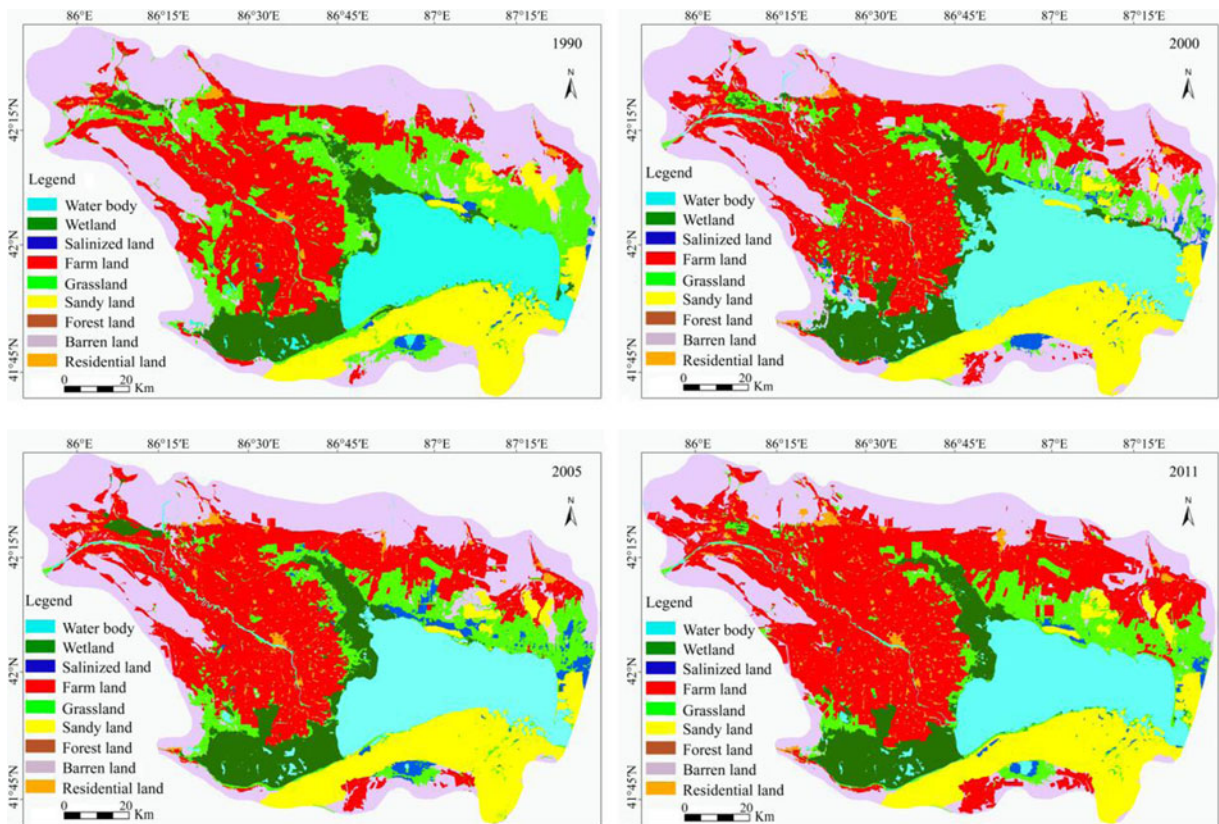 86°E 86°15'E 86°30'E 86°45'E 87°E 87°15'E
1990
N
42°15'N
42°N
41°45'N
Legend
Water body
Wetland
Salinized land
Farm land
Grassland
Sandy land
Forest land
Barren land
Residential land
0 20
Km
86°E 86°15'E 86°30'E 86°45'E 87°E 87°15'E
2000
N
42°15'N
42°N
41°45'N
Legend
Water body
Wetland
Salinized land
Farm land
Grassland
Sandy land
Forest land
Barren land
Residential land
0 20
Km
86°E 86°15'E 86°30'E 86°45'E 87°E 87°15'E
2005
N
42°15'N
42°N
41°45'N
Legend
Water body
Wetland
Salinized land
Farm land
Grassland
Sandy land
Forest land
Barren land
Residential land
0 20
Km
86°E 86°15'E 86°30'E 86°45'E 87°E 87°15'E
2011
N
42°15'N
42°N
41°45'N
Legend
Water body
Wetland
Salinized land
Farm land
Grassland
Sandy land
Forest land
Barren land
Residential land
0 20
Km